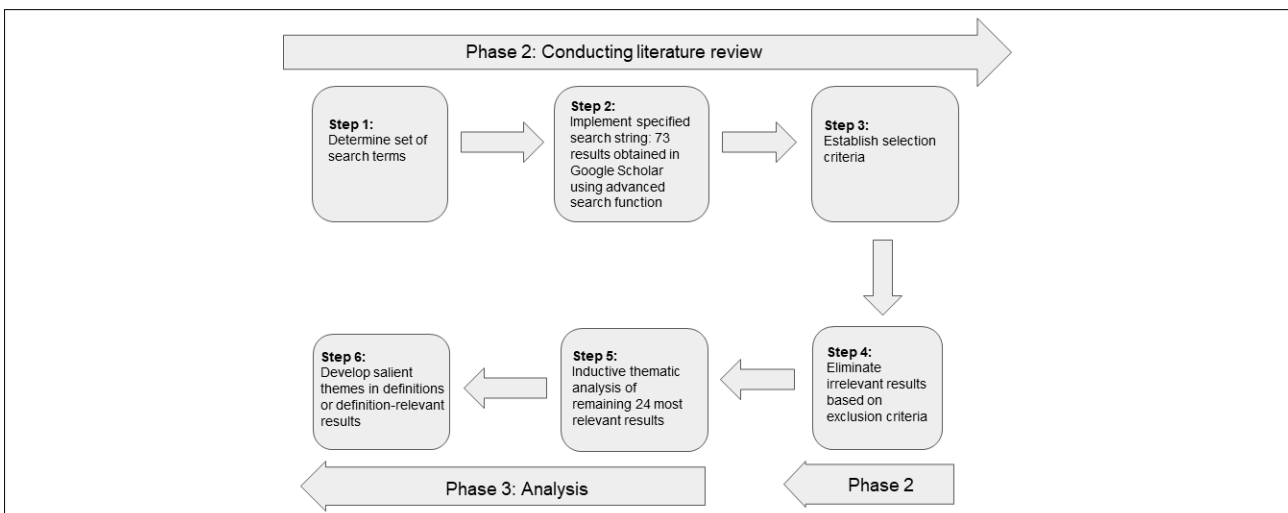 Phase 2: Conducting literature review
Step 1:
Determine set of
search terms
Step 2:
Implement specified
search string: 73
results obtained in
Google Scholar
using advanced
search function
Step 3:
Establish selection
criteria
Step 4:
Eliminate
irrelevant results
based on
exclusion criteria
Step 5:
Inductive thematic
analysis of
remaining 24 most
relevant results
Step 6:
Develop salient
themes in definitions
or definition-relevant
results
Phase 2
Phase 3: Analysis